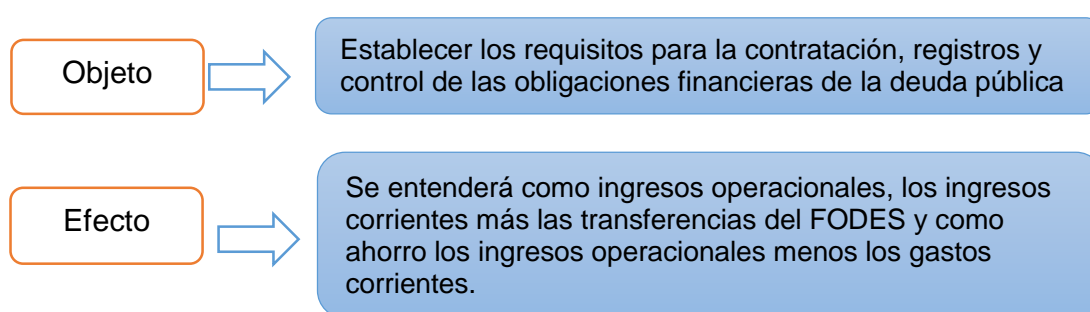 Objeto
Establecer los requisitos para la contratación, registros y
control de las obligaciones financieras de la deuda pública
Efecto
Se entenderá como ingresos operacionales, los ingresos
corrientes más las transferencias del FODES y como
ahorro los ingresos operacionales menos los gastos
corrientes.